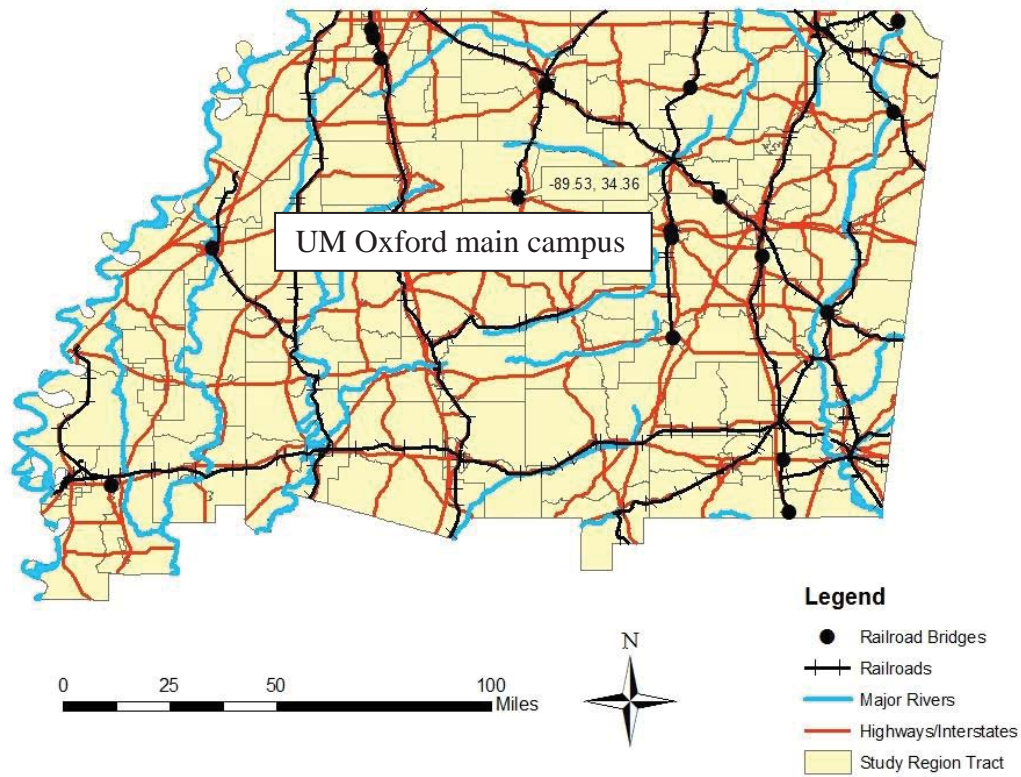 -89.53, 34.36
UM Oxford main campus
Legend
Railroad Bridges
Railroads
Major Rivers
Highways/Interstates
Study Region Tract
N
0 25 50 100
Miles